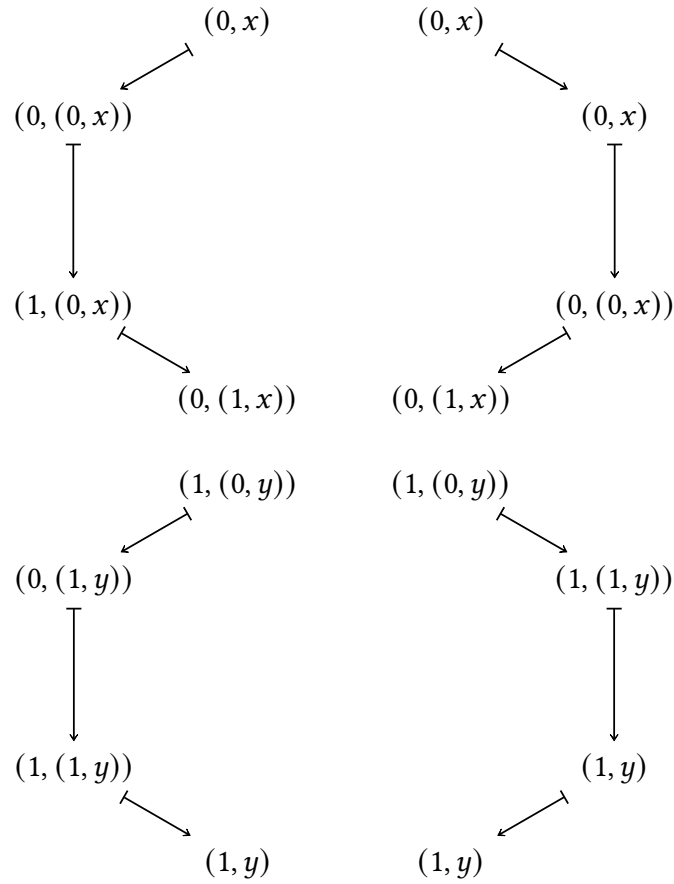 (0, x) (0, x)
(0, (0, x)) (0, x)
(1, (0, x)) (0, (0, x))
(0, (1, x)) (0, (1, x))
(1, (0, y)) (1, (0, y))
(0, (1, y)) (1, (1, y))
(1, (1, y)) (1, y)
(1, y) (1, y)